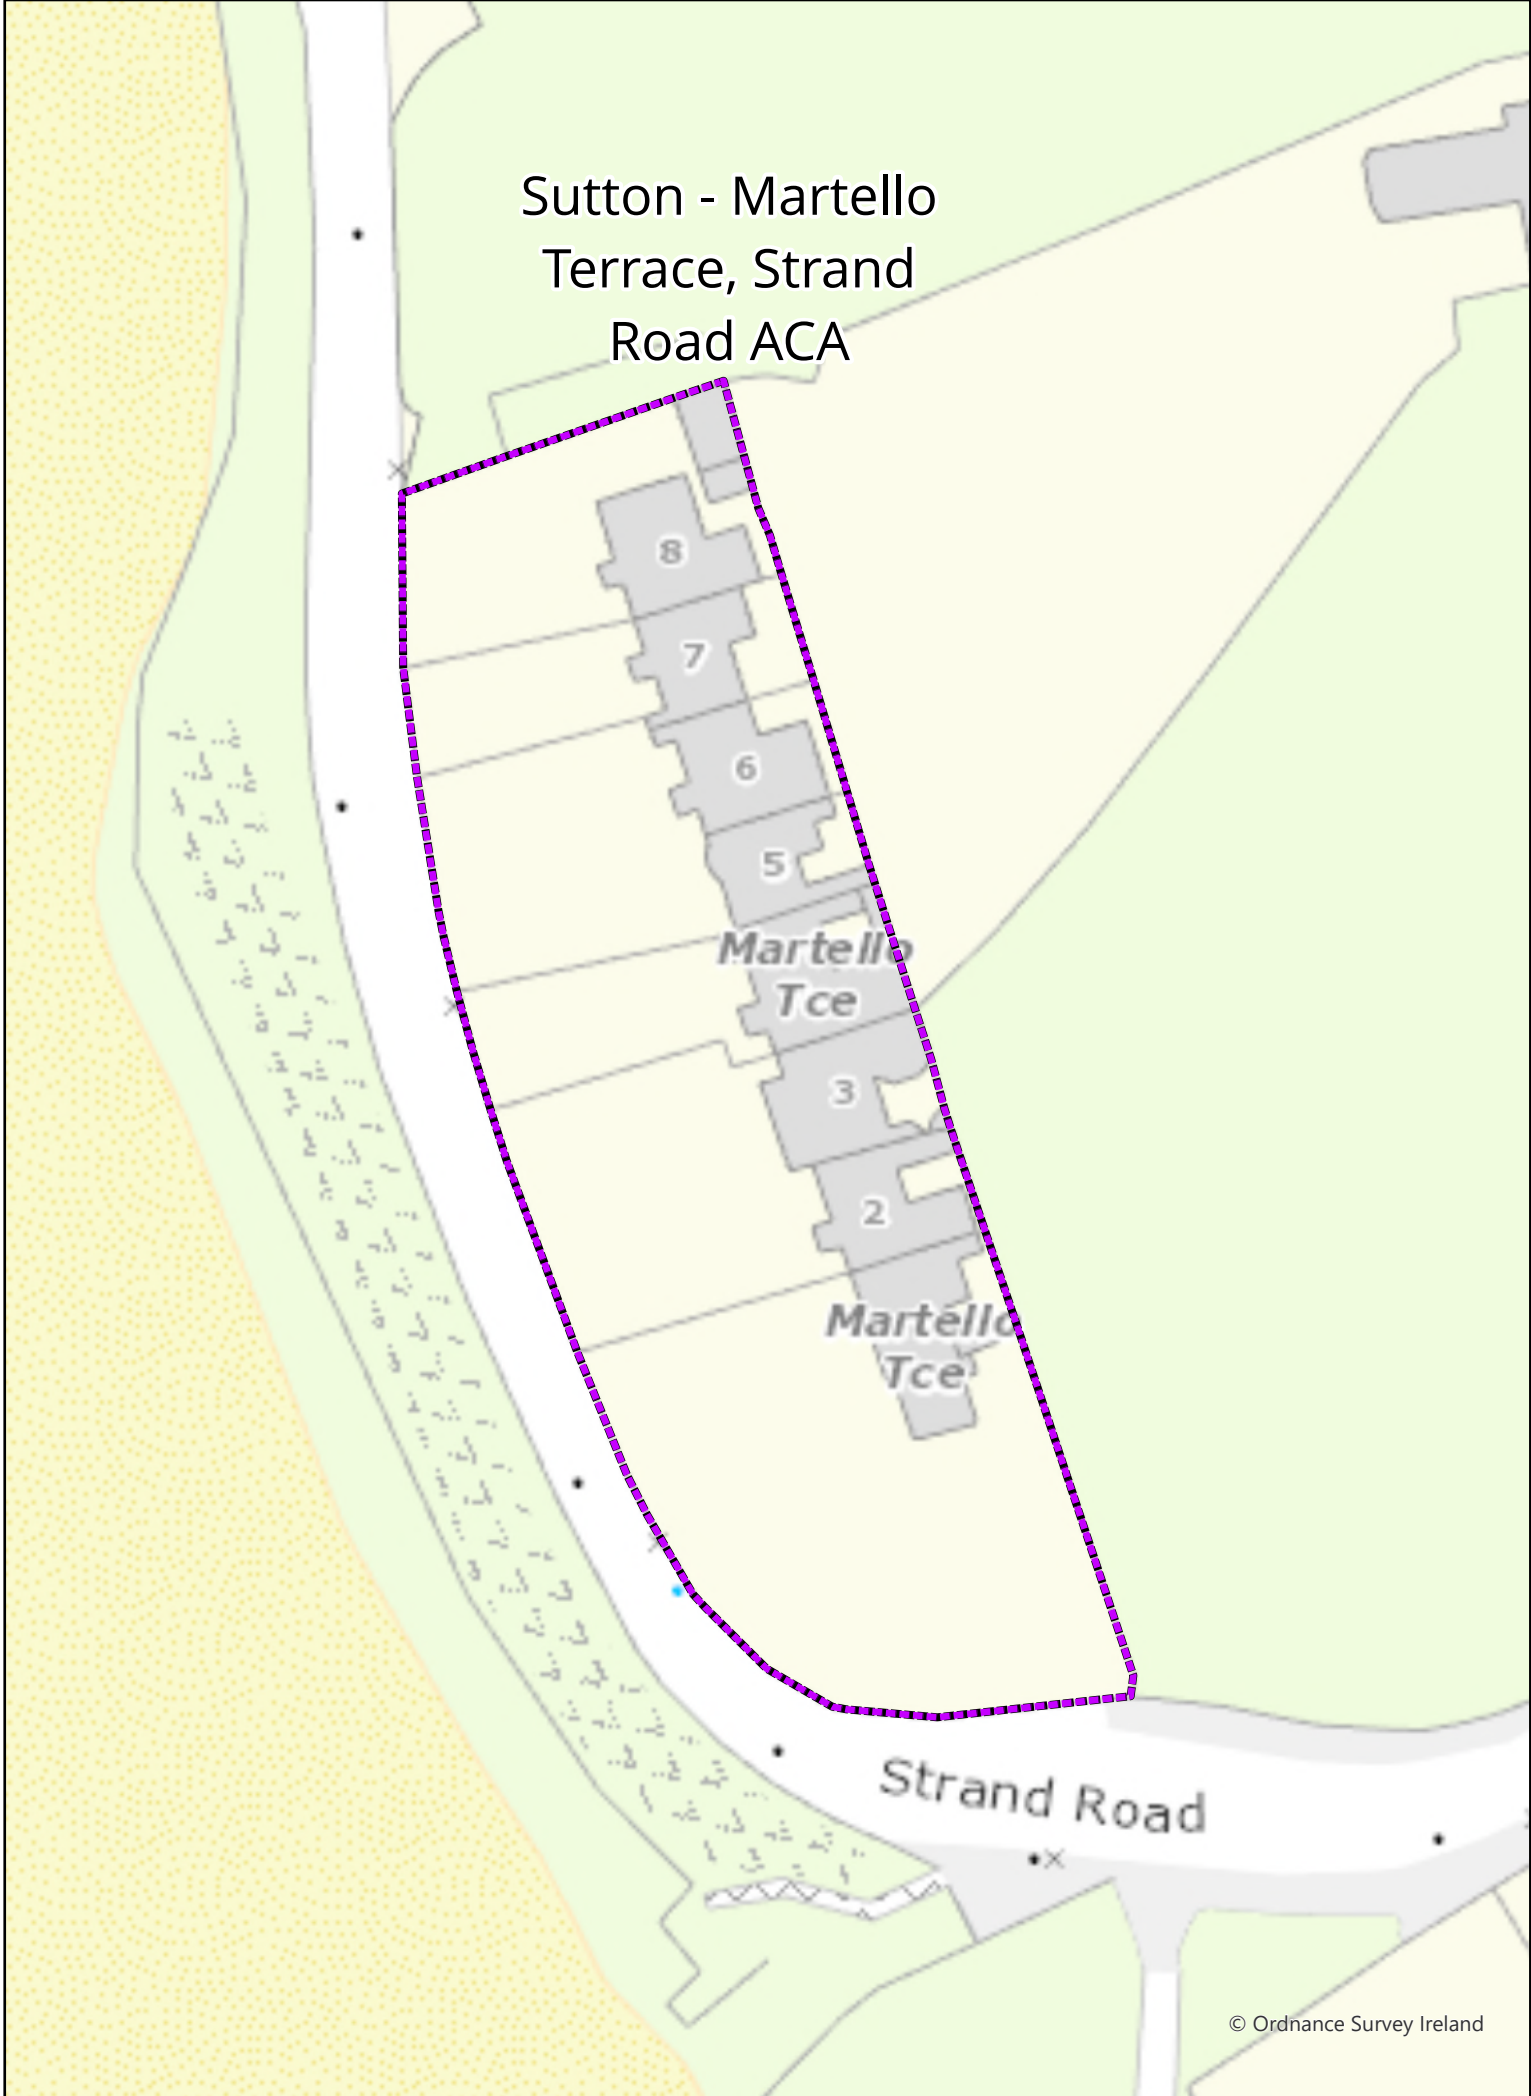 Sutton - Martello
Terrace, Strand
Road ACA
8
7
6
5
Martello
Tce
3
2
Martello
Tce
Strand Road
© Ordnance Survey Ireland